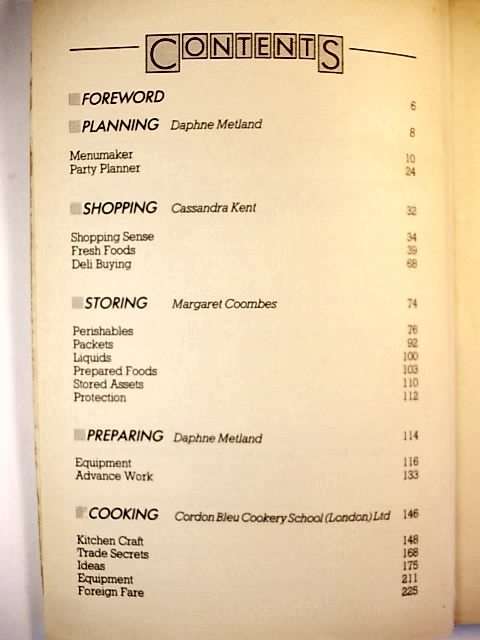 CONTENTS
FOREWORD 6
PLANNING Daphne Metland 8
Menumaker 10
Party Planner 24
SHOPPING Cassandra Kent 32
Shopping Sense 34
Fresh Foods 39
Deli Buying 68
STORING Margaret Coombes 74
Perishables 76
Packets 92
Liquids 100
Prepared Foods 103
Stored Assets 110
Protection 112
PREPARING Daphne Metland 114
Equipment 116
Advance Work 133
COOKING Cordon Bleu Cookery School (London) Ltd 146
Kitchen Craft 148
Trade Secrets 168
Ideas 175
Equipment 211
Foreign Fare 225